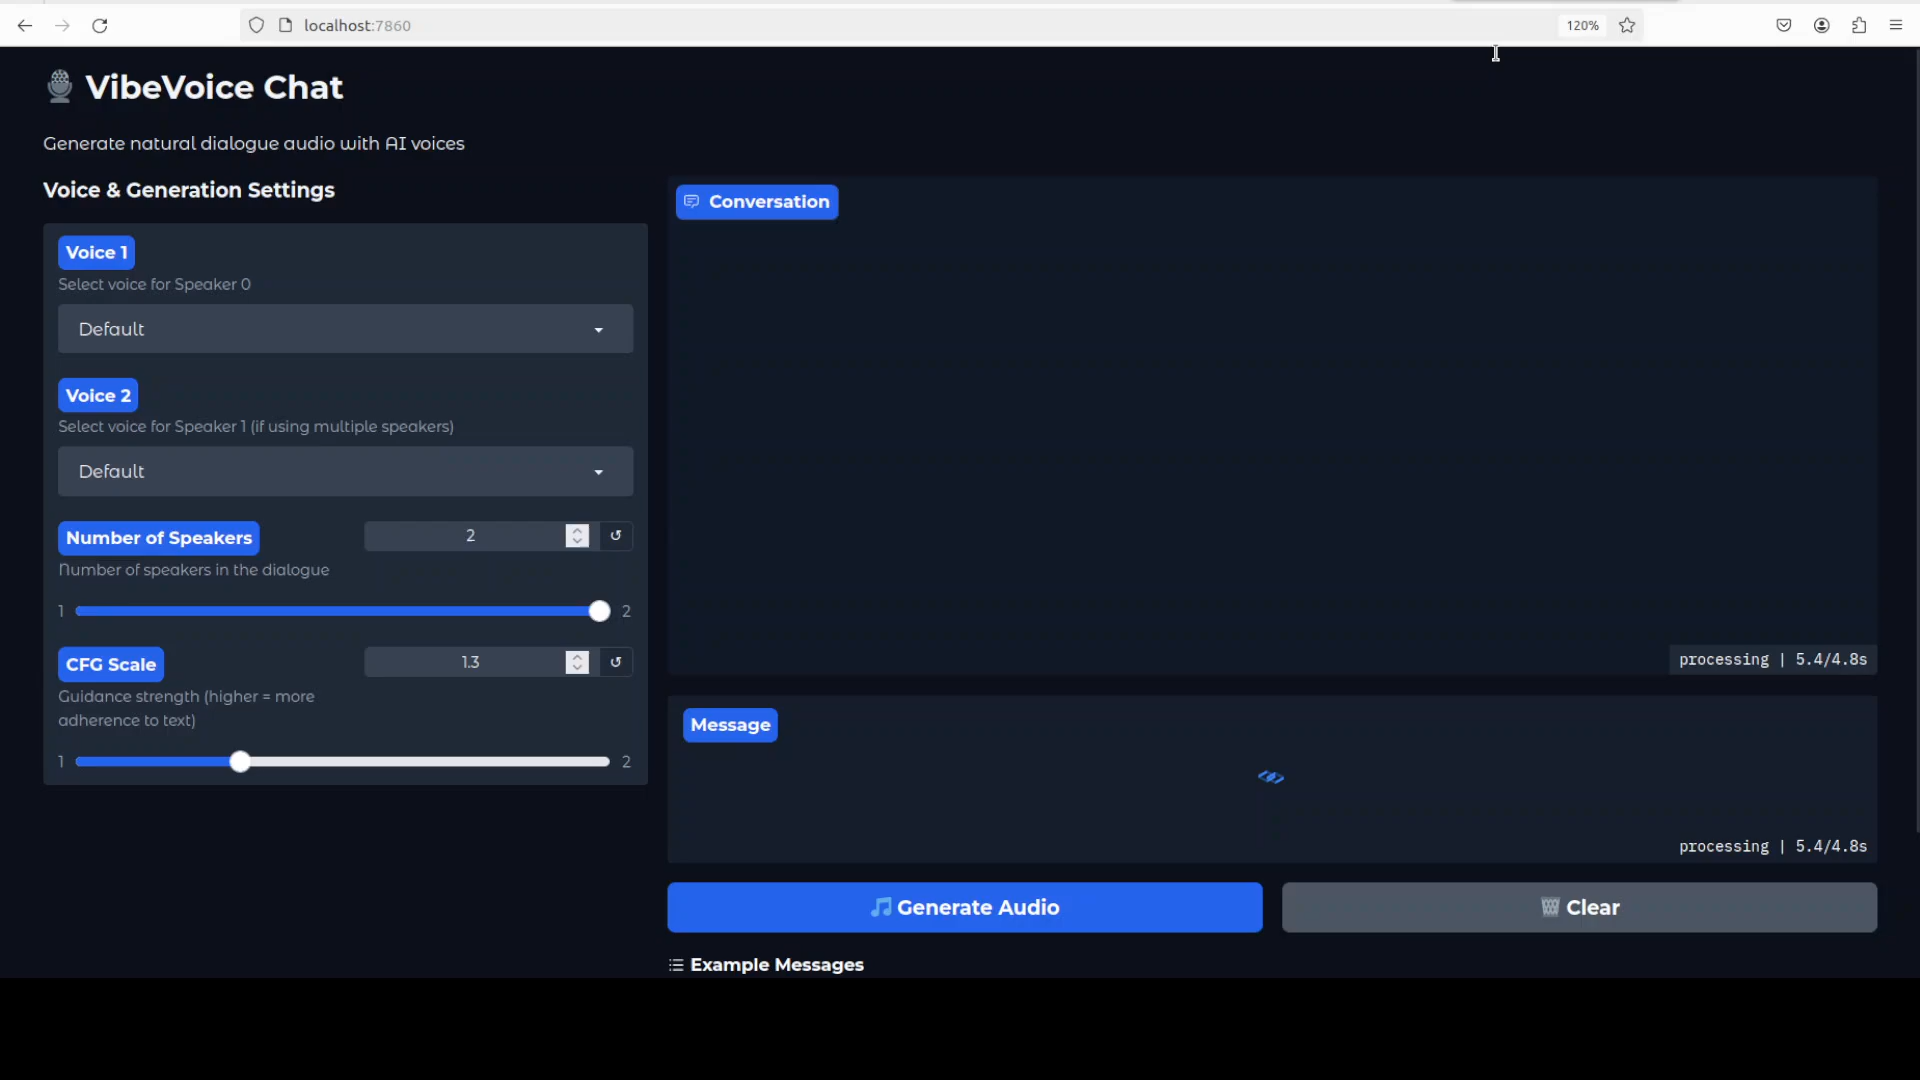 localhost:7860
120%
VibeVoice Chat
Generate natural dialogue audio with AI voices
Voice & Generation Settings
Voice 1
Select voice for Speaker 0
Default
Voice 2
Select voice for Speaker 1 (if using multiple speakers)
Default
Number of Speakers
2
Number of speakers in the dialogue
1
2
CFG Scale
1.3
Guidance strength (higher = more
adherence to text)
1
2
Conversation
processing | 5.4/4.8s
Message
processing | 5.4/4.8s
Generate Audio
Clear
Example Messages